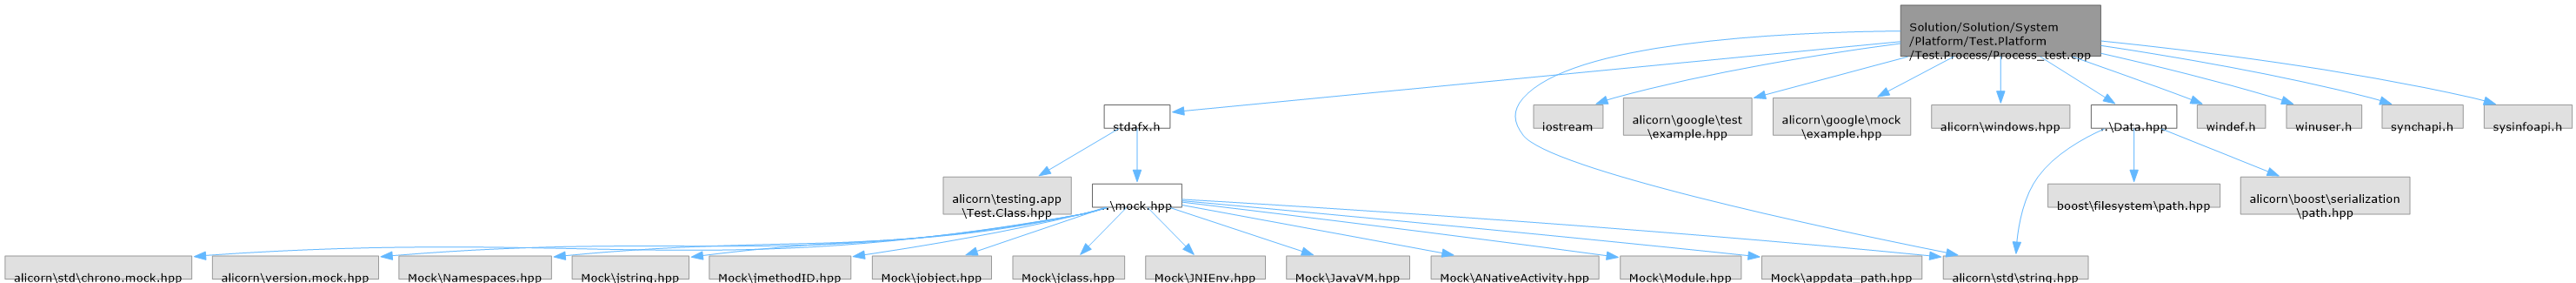 Solution/Solution/System
/Platform/Test.Platform
/Test.Process/Process_test.cpp
stdafx.h
iostream
alicorn\google\test
\example.hpp
alicorn\google\mock
\example.hpp
alicorn\windows.hpp
..\Data.hpp
windef.h
winuser.h
synchapi.h
sysinfoapi.h
alicorn\testing.app
\Test.Class.hpp
..\mock.hpp
boost\filesystem\path.hpp
alicorn\boost\serialization
\path.hpp
alicorn\std\chrono.mock.hpp
alicorn\version.mock.hpp
Mock\Namespaces.hpp
Mock\jstring.hpp
Mock\jmethodID.hpp
Mock\jobject.hpp
Mock\jclass.hpp
Mock\JNIEnv.hpp
Mock\JavaVM.hpp
Mock\ANativeActivity.hpp
Mock\Module.hpp
Mock\appdata_path.hpp
alicorn\std\string.hpp